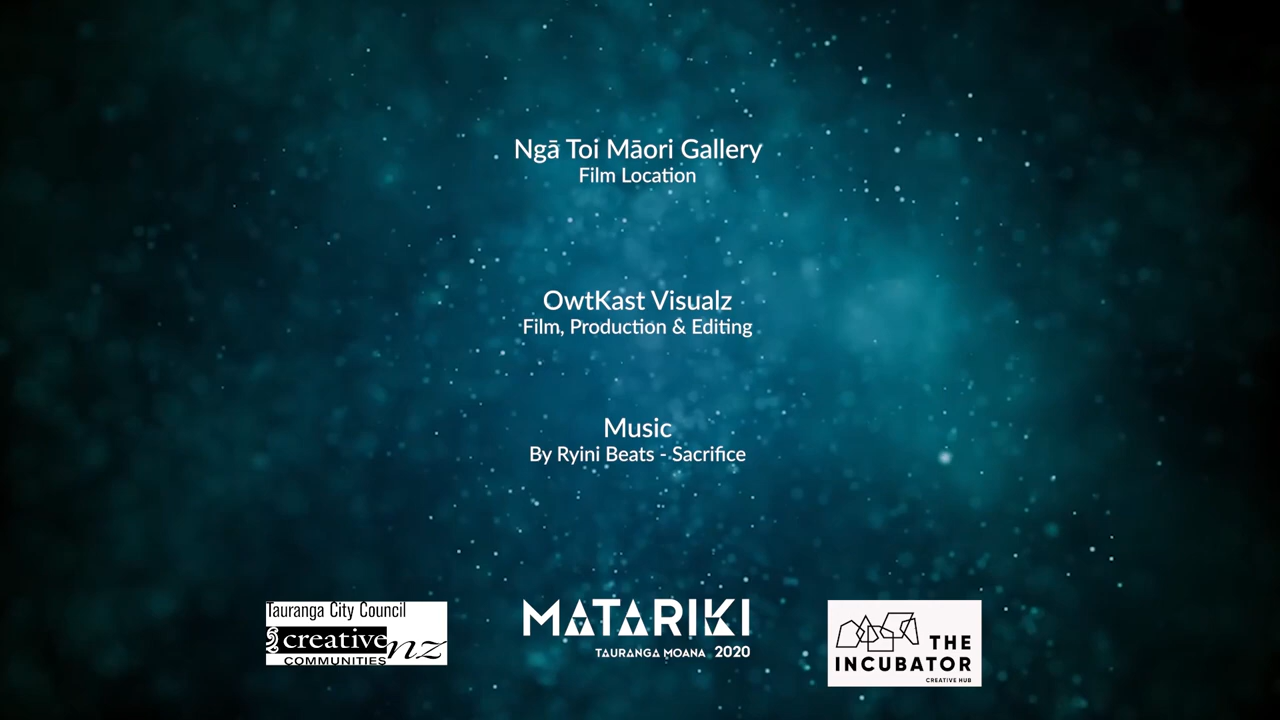 Ngā Toi Māori Gallery
Film Location
OwtKast Visualz
Film, Production & Editing
Music
By Ryini Beats - Sacrifice
Tauranga City Council
creative nz
COMMUNITIES
MATARIKI
TAURANGA MOANA 2020
THE
INCUBATOR
CREATIVE HUB